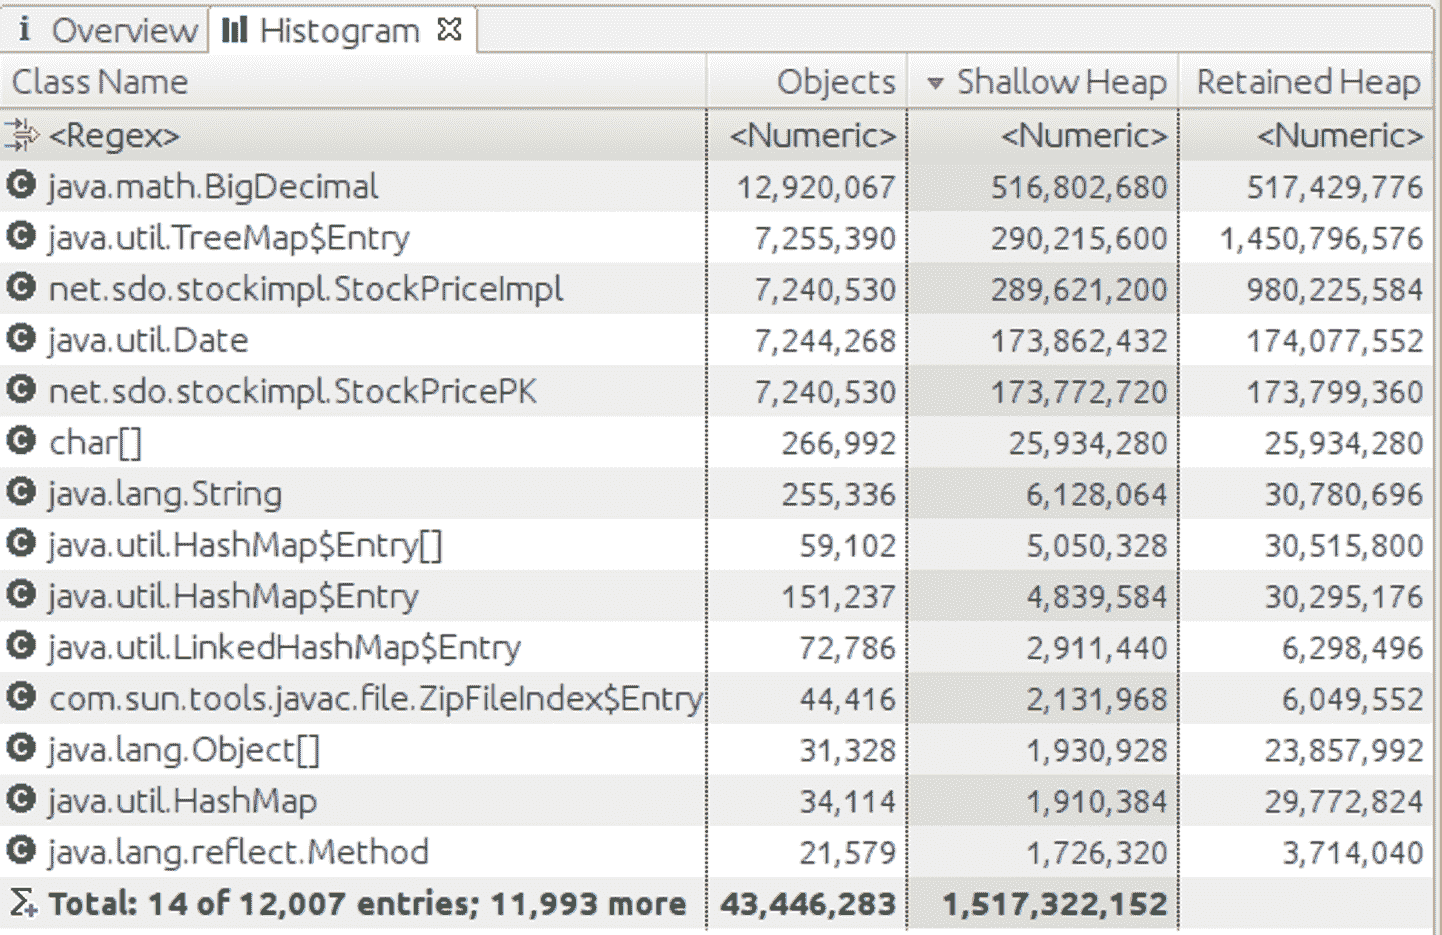 i Overview Histogram
Class Name Objects Shallow Heap Retained Heap
<Regex> <Numeric> <Numeric> <Numeric>
java.math.BigDecimal 12,920,067 516,802,680 517,429,776
java.util.TreeMap$Entry 7,255,390 290,215,600 1,450,796,576
net.sdo.stockimpl.StockPriceImpl 7,240,530 289,621,200 980,225,584
java.util.Date 7,244,268 173,862,432 174,077,552
net.sdo.stockimpl.StockPricePK 7,240,530 173,772,720 173,799,360
char[] 266,992 25,934,280 25,934,280
java.lang.String 255,336 6,128,064 30,780,696
java.util.HashMap$Entry[] 59,102 5,050,328 30,515,800
java.util.HashMap$Entry 151,237 4,839,584 30,295,176
java.util.LinkedHashMap$Entry 72,786 2,911,440 6,298,496
com.sun.tools.javac.file.ZipFileIndex$Entry 44,416 2,131,968 6,049,552
java.lang.Object[] 31,328 1,930,928 23,857,992
java.util.HashMap 34,114 1,910,384 29,772,824
java.lang.reflect.Method 21,579 1,726,320 3,714,040
Total: 14 of 12,007 entries; 11,993 more 43,446,283 1,517,322,152